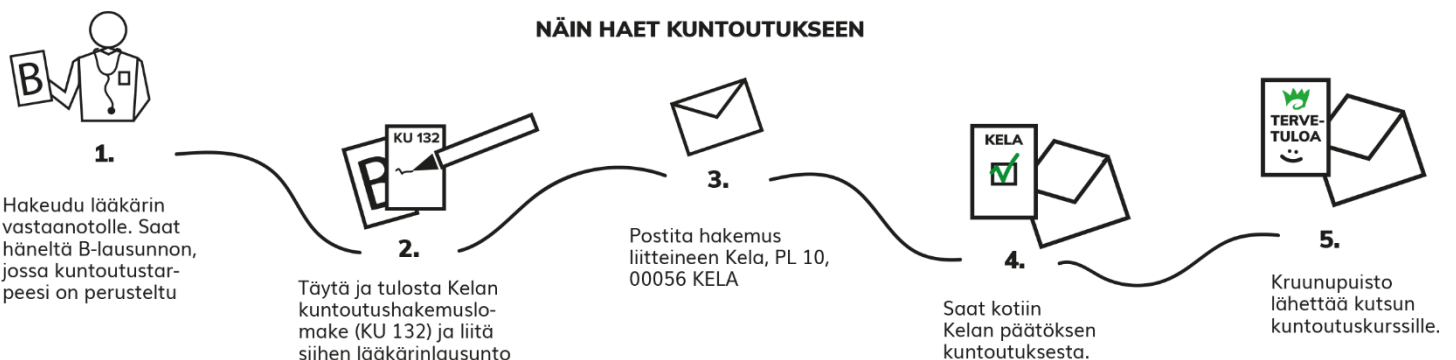 NÄIN HAET KUNTOUTUKSEEN
B
1.
Hakeudu lääkärin
vastaanotolle. Saat
häneltä B-lausunnon,
jossa kuntoutustar-
peesi on perusteltu
B
KU 132
2.
Täytä ja tulosta Kelan
kuntoutushakemuslo-
make (KU 132) ja liitä
siihen lääkärinlausunto
3.
Postita hakemus
liitteineen Kela, PL 10,
00056 KELA
KELA
4.
Saat kotiin
Kelan päätöksen
kuntoutuksesta.
TERVE-
TULOA
5.
Kruunupuisto
lähettää kutsun
kuntoutuskurssille.